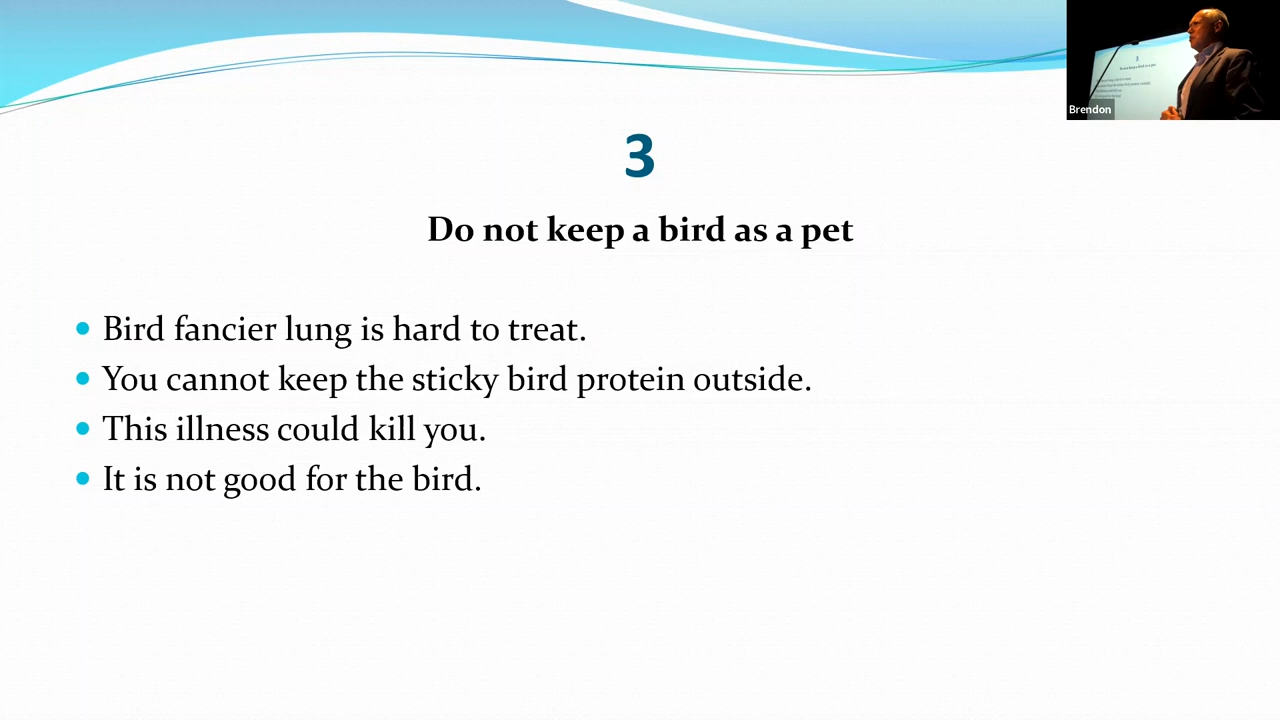 3
Do not keep a bird as a pet
Bird fancier lung is hard to treat.
You cannot keep the sticky bird protein outside.
This illness could kill you.
It is not good for the bird.
Brendon